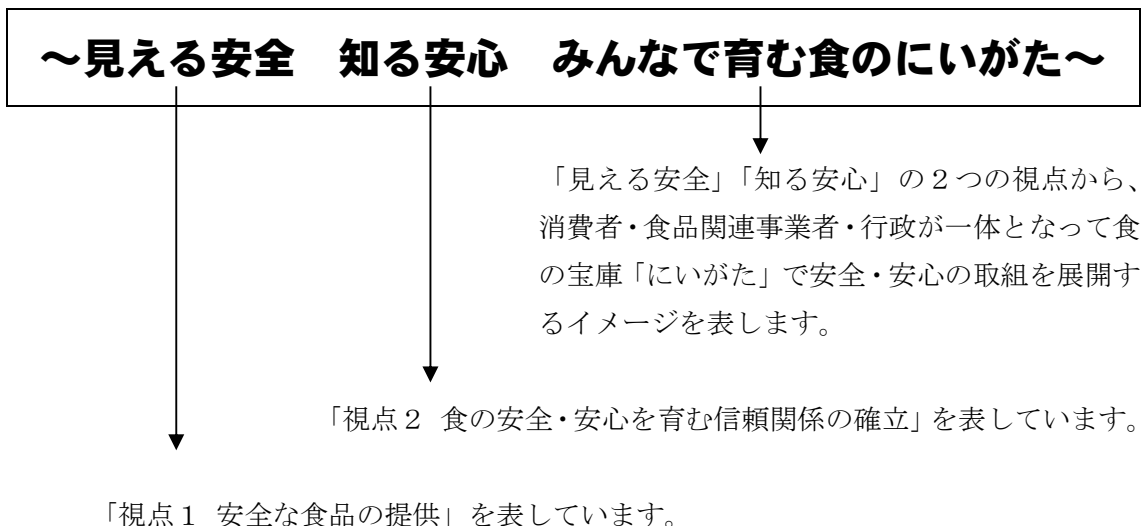 ～見える安全　知る安心　みんなで育む食のにいがた～
「見える安全」「知る安心」の２つの視点から、
消費者・食品関連事業者・行政が一体となって食
の宝庫「にいがた」で安全・安心の取組を展開す
るイメージを表します。
「視点２ 食の安全・安心を育む信頼関係の確立」を表しています。
「視点１ 安全な食品の提供」を表しています。